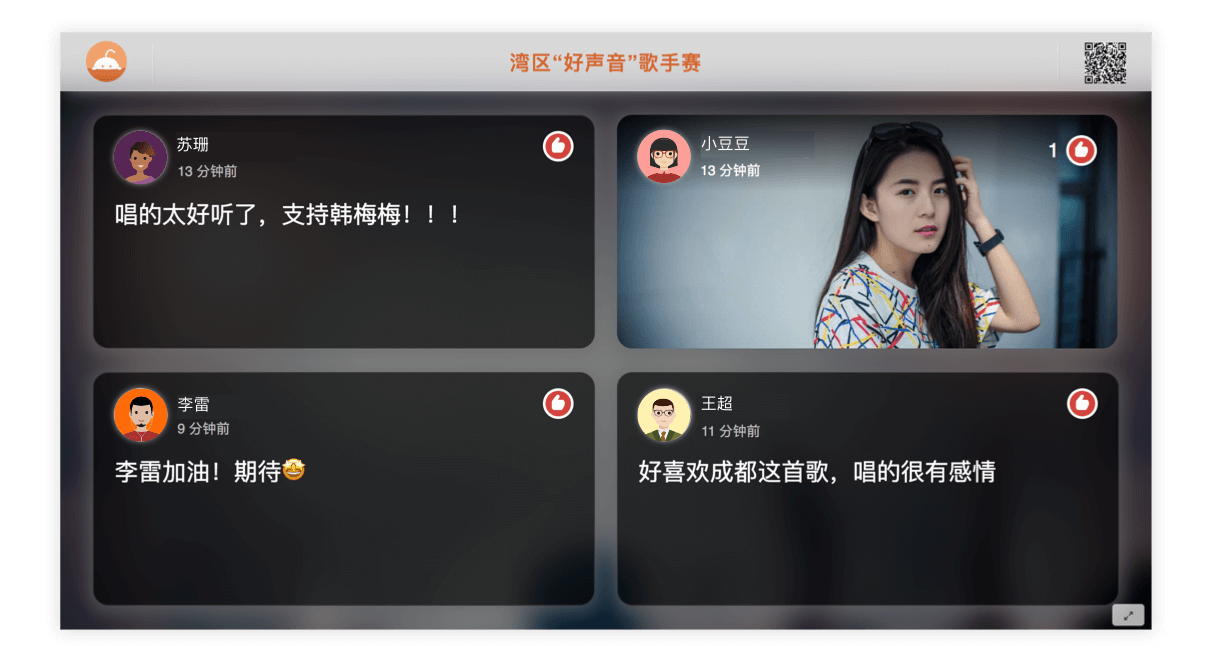 湾区“好声音”歌手赛
苏珊
13 分钟前
唱的太好听了，支持韩梅梅！！！
小豆豆
13 分钟前
1
李雷
9 分钟前
李雷加油！期待🤩
王超
11 分钟前
好喜欢成都这首歌，唱的很有感情